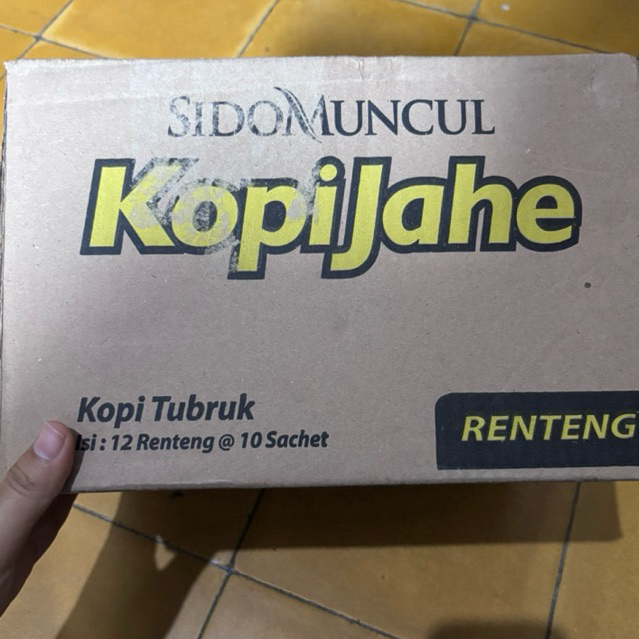 SIDOMUNCUL
KopiJahe
Kopi Tubruk
Isi : 12 Renteng @ 10 Sachet
RENTENG